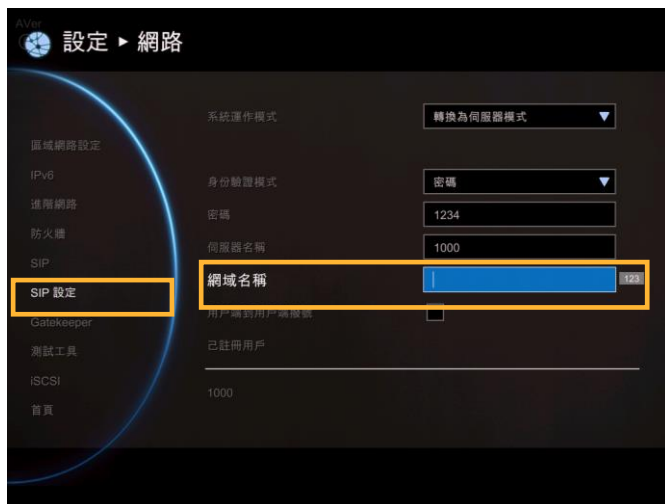 AVer
設定 ▸ 網路
系統運作模式 轉換為伺服器模式
區域網路設定
IPv6
身份驗證模式 密碼
進階網路
密碼 1234
防火牆
伺服器名稱 1000
SIP
網域名稱 123
SIP 設定
用戶端到用戶端撥號
Gatekeeper
測試工具
己註冊用戶
iSCSI
1000
首頁